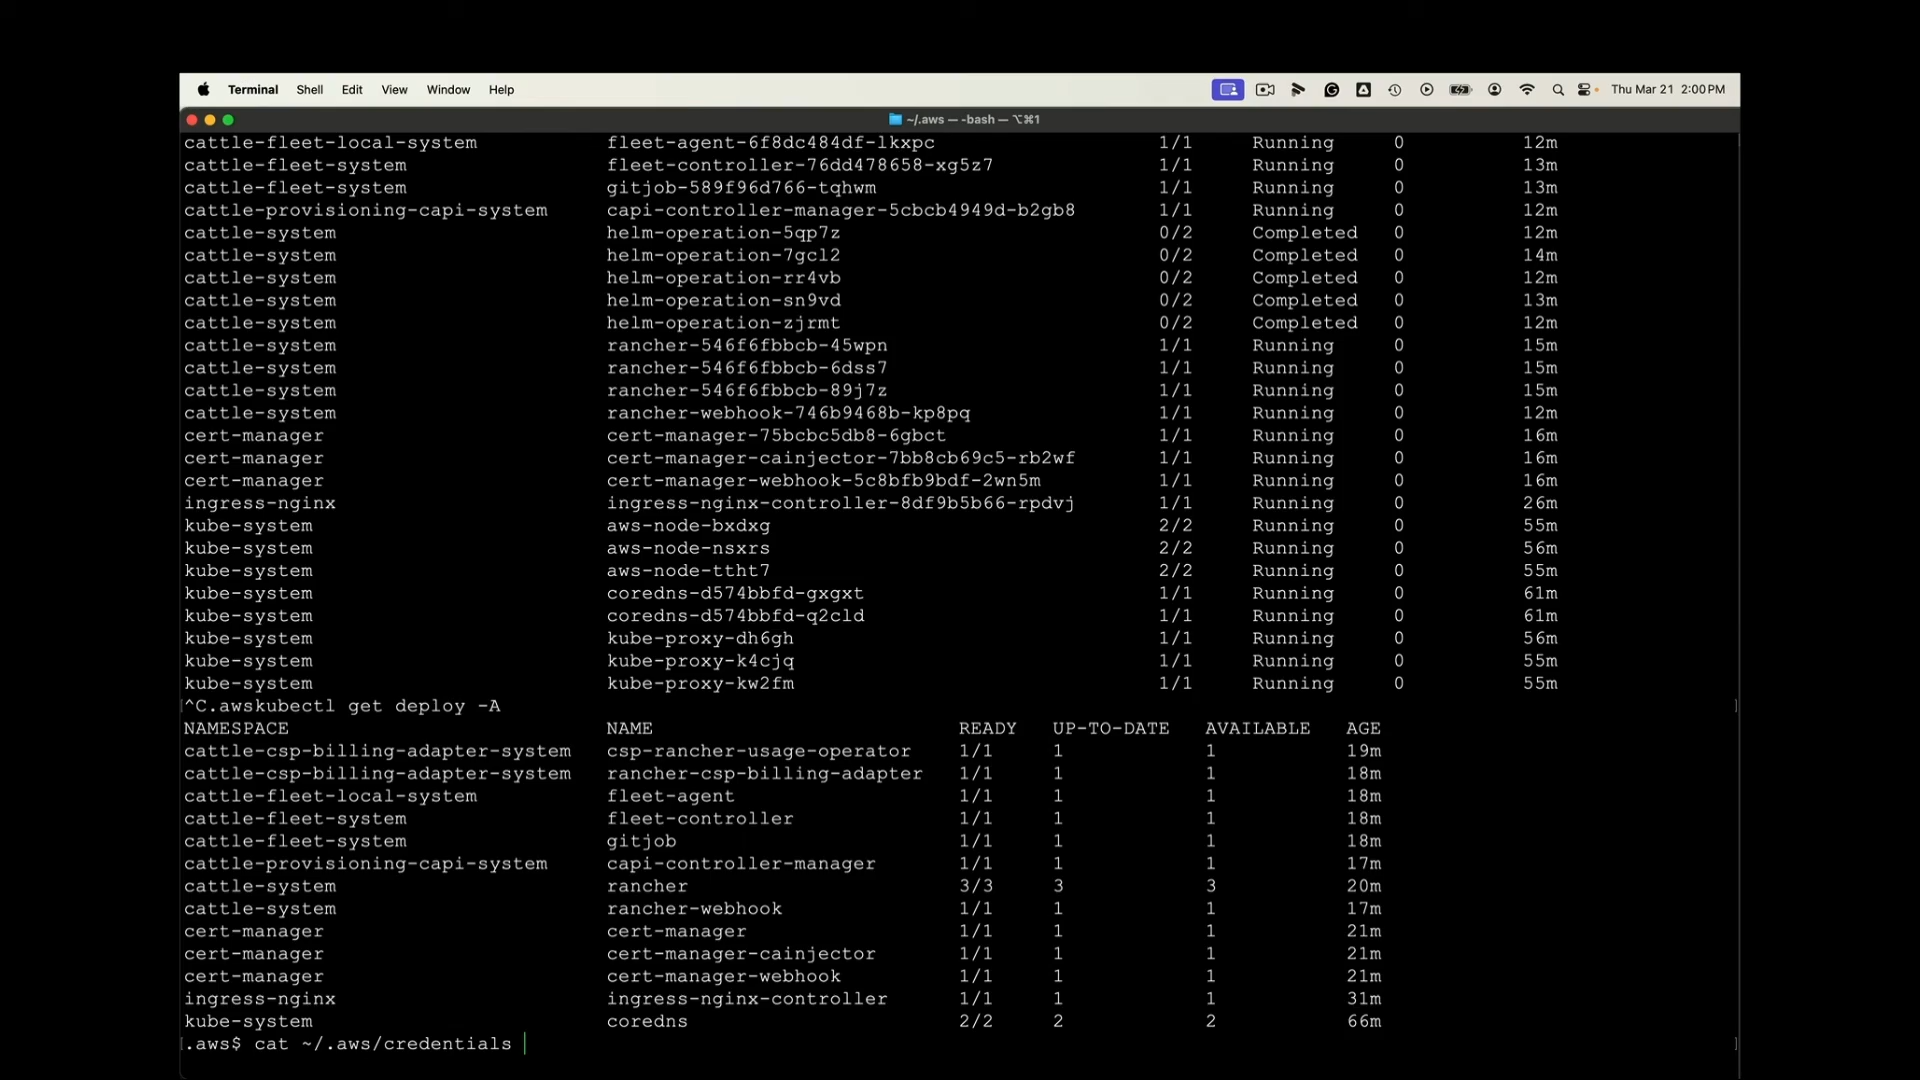 Terminal Shell Edit View Window Help Thu Mar 21 2:00 PM
~/.aws — -bash — ⌥⌘1
cattle-fleet-local-system fleet-agent-6f8dc484df-lkxpc 1/1 Running 0 12m
cattle-fleet-system fleet-controller-76dd478658-xg5z7 1/1 Running 0 13m
cattle-fleet-system gitjob-589f96d766-tqhwm 1/1 Running 0 13m
cattle-provisioning-capi-system capi-controller-manager-5cbcb4949d-b2gb8 1/1 Running 0 12m
cattle-system helm-operation-5qp7z 0/2 Completed 0 12m
cattle-system helm-operation-7gcl2 0/2 Completed 0 14m
cattle-system helm-operation-rr4vb 0/2 Completed 0 12m
cattle-system helm-operation-sn9vd 0/2 Completed 0 13m
cattle-system helm-operation-zjrmt 0/2 Completed 0 12m
cattle-system rancher-546f6fbbcb-45wpn 1/1 Running 0 15m
cattle-system rancher-546f6fbbcb-6dss7 1/1 Running 0 15m
cattle-system rancher-546f6fbbcb-89j7z 1/1 Running 0 15m
cattle-system rancher-webhook-746b9468b-kp8pq 1/1 Running 0 12m
cert-manager cert-manager-75bcbc5db8-6gbct 1/1 Running 0 16m
cert-manager cert-manager-cainjector-7bb8cb69c5-rb2wf 1/1 Running 0 16m
cert-manager cert-manager-webhook-5c8bfb9bdf-2wn5m 1/1 Running 0 16m
ingress-nginx ingress-nginx-controller-8df9b5b66-rpdvj 1/1 Running 0 26m
kube-system aws-node-bxdxg 2/2 Running 0 55m
kube-system aws-node-nsxrs 2/2 Running 0 56m
kube-system aws-node-ttht7 2/2 Running 0 55m
kube-system coredns-d574bbfd-gxgxt 1/1 Running 0 61m
kube-system coredns-d574bbfd-q2cld 1/1 Running 0 61m
kube-system kube-proxy-dh6gh 1/1 Running 0 56m
kube-system kube-proxy-k4cjq 1/1 Running 0 55m
kube-system kube-proxy-kw2fm 1/1 Running 0 55m
^C.awskubectl get deploy -A
NAMESPACE NAME READY UP-TO-DATE AVAILABLE AGE
cattle-csp-billing-adapter-system csp-rancher-usage-operator 1/1 1 1 19m
cattle-csp-billing-adapter-system rancher-csp-billing-adapter 1/1 1 1 18m
cattle-fleet-local-system fleet-agent 1/1 1 1 18m
cattle-fleet-system fleet-controller 1/1 1 1 18m
cattle-fleet-system gitjob 1/1 1 1 18m
cattle-provisioning-capi-system capi-controller-manager 1/1 1 1 17m
cattle-system rancher 3/3 3 3 20m
cattle-system rancher-webhook 1/1 1 1 17m
cert-manager cert-manager 1/1 1 1 21m
cert-manager cert-manager-cainjector 1/1 1 1 21m
cert-manager cert-manager-webhook 1/1 1 1 21m
ingress-nginx ingress-nginx-controller 1/1 1 1 31m
kube-system coredns 2/2 2 2 66m
.aws$ cat ~/.aws/credentials